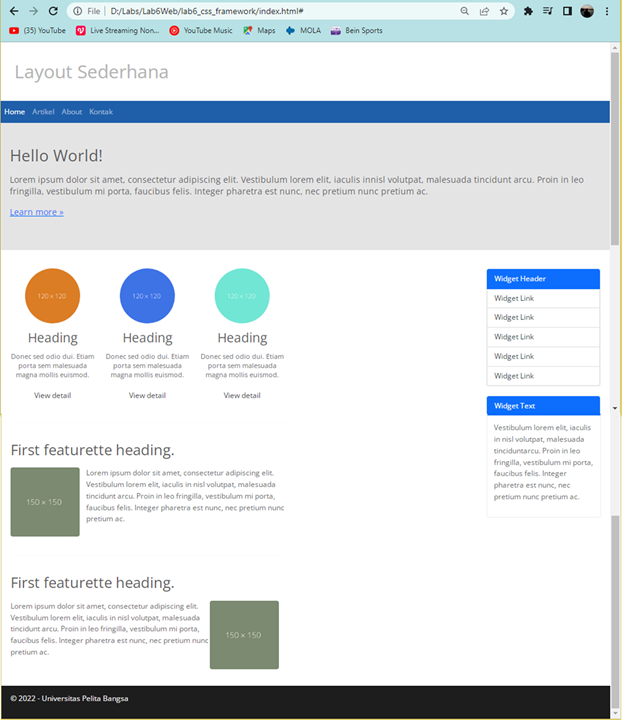 File | D:/Labs/Lab6Web/lab6_css_framework/index.html#
(35) YouTube Live Streaming Non... YouTube Music Maps MOLA Bein Sports
Layout Sederhana
Home Artikel About Kontak
Hello World!
Lorem ipsum dolor sit amet, consectetur adipiscing elit. Vestibulum lorem elit, iaculis innisl volutpat, malesuada tincidunt arcu. Proin in leo
fringilla, vestibulum mi porta, faucibus felis. Integer pharetra est nunc, nec pretium nunc pretium ac.
Learn more »
120 × 120
Heading
Donec sed odio dui. Etiam
porta sem malesuada
magna mollis euismod.
View detail
120 × 120
Heading
Donec sed odio dui. Etiam
porta sem malesuada
magna mollis euismod.
View detail
120 × 120
Heading
Donec sed odio dui. Etiam
porta sem malesuada
magna mollis euismod.
View detail
Widget Header
Widget Link
Widget Link
Widget Link
Widget Link
Widget Link
Widget Text
Vestibulum lorem elit, iaculis
in nisl volutpat, malesuada
tinciduntarcu. Proin in leo
fringilla, vestibulum mi porta,
faucibus felis. Integer
pharetra est nunc, nec
pretium nunc pretium ac.
First featurette heading.
150 × 150
Lorem ipsum dolor sit amet, consectetur adipiscing elit.
Vestibulum lorem elit, iaculis in nisl volutpat, malesuada
tincidunt arcu. Proin in leo fringilla, vestibulum mi porta,
faucibus felis. Integer pharetra est nunc, nec pretium nunc
pretium ac.
First featurette heading.
Lorem ipsum dolor sit amet, consectetur adipiscing elit.
Vestibulum lorem elit, iaculis in nisl volutpat, malesuada
tincidunt arcu. Proin in leo fringilla, vestibulum mi porta,
faucibus felis. Integer pharetra est nunc, nec pretium nunc
pretium ac.
150 × 150
© 2022 - Universitas Pelita Bangsa